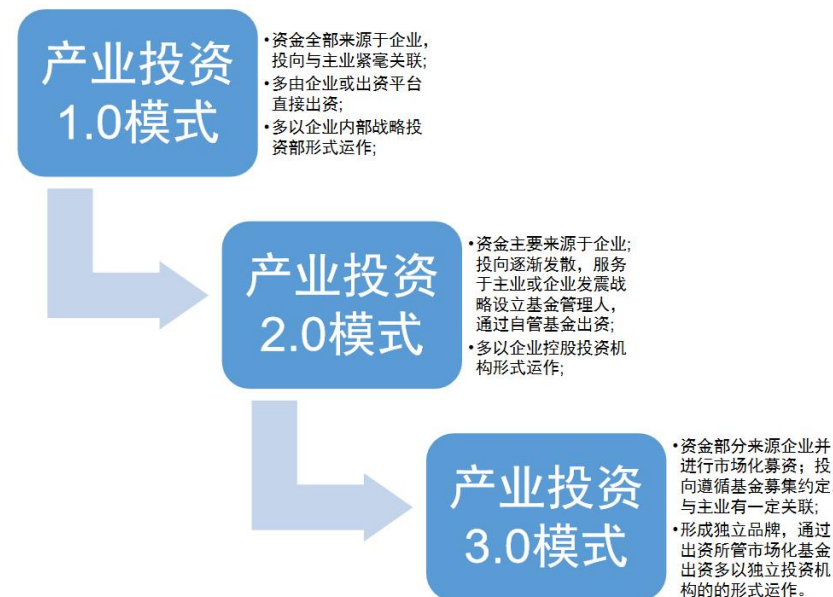 产业投资
1.0模式
•资金全部来源于企业，
投向与主业紧毫关联;
•多由企业或出资平台
直接出资;
•多以企业内部战略投
资部形式运作;
产业投资
2.0模式
•资金主要来源于企业;
投向逐渐发散，服务
于主业或企业发震战
略设立基金管理人，
通过自管基金出资;
•多以企业控股投资机
构形式运作;
产业投资
3.0模式
•资金部分来源企业并
进行市场化募资；投
向遵循基金募集约定
与主业有一定关联;
•形成独立品牌，通过
出资所管市场化基金
出资多以独立投资机
构的的形式运作。